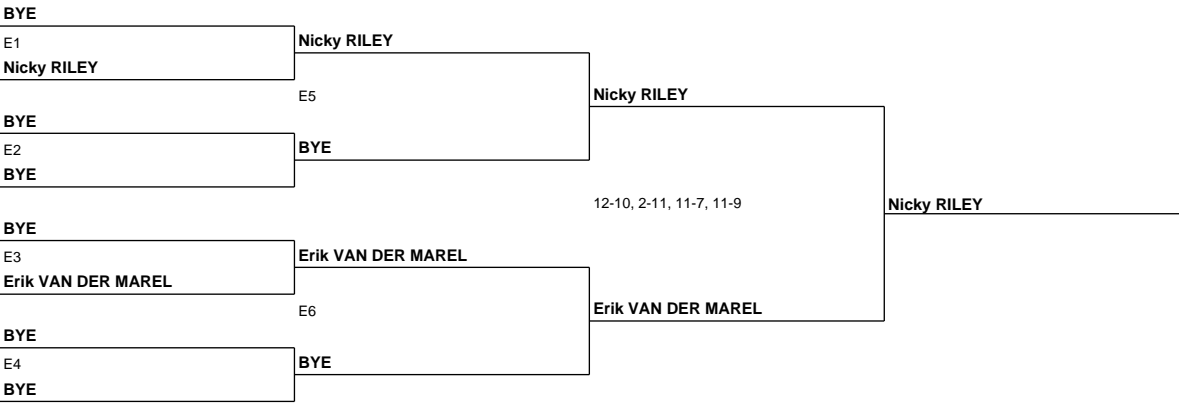 BYE
E1
Nicky RILEY
Nicky RILEY
E5
Nicky RILEY
BYE
E2
BYE
BYE
12-10, 2-11, 11-7, 11-9
Nicky RILEY
BYE
E3
Erik VAN DER MAREL
Erik VAN DER MAREL
E6
Erik VAN DER MAREL
BYE
E4
BYE
BYE